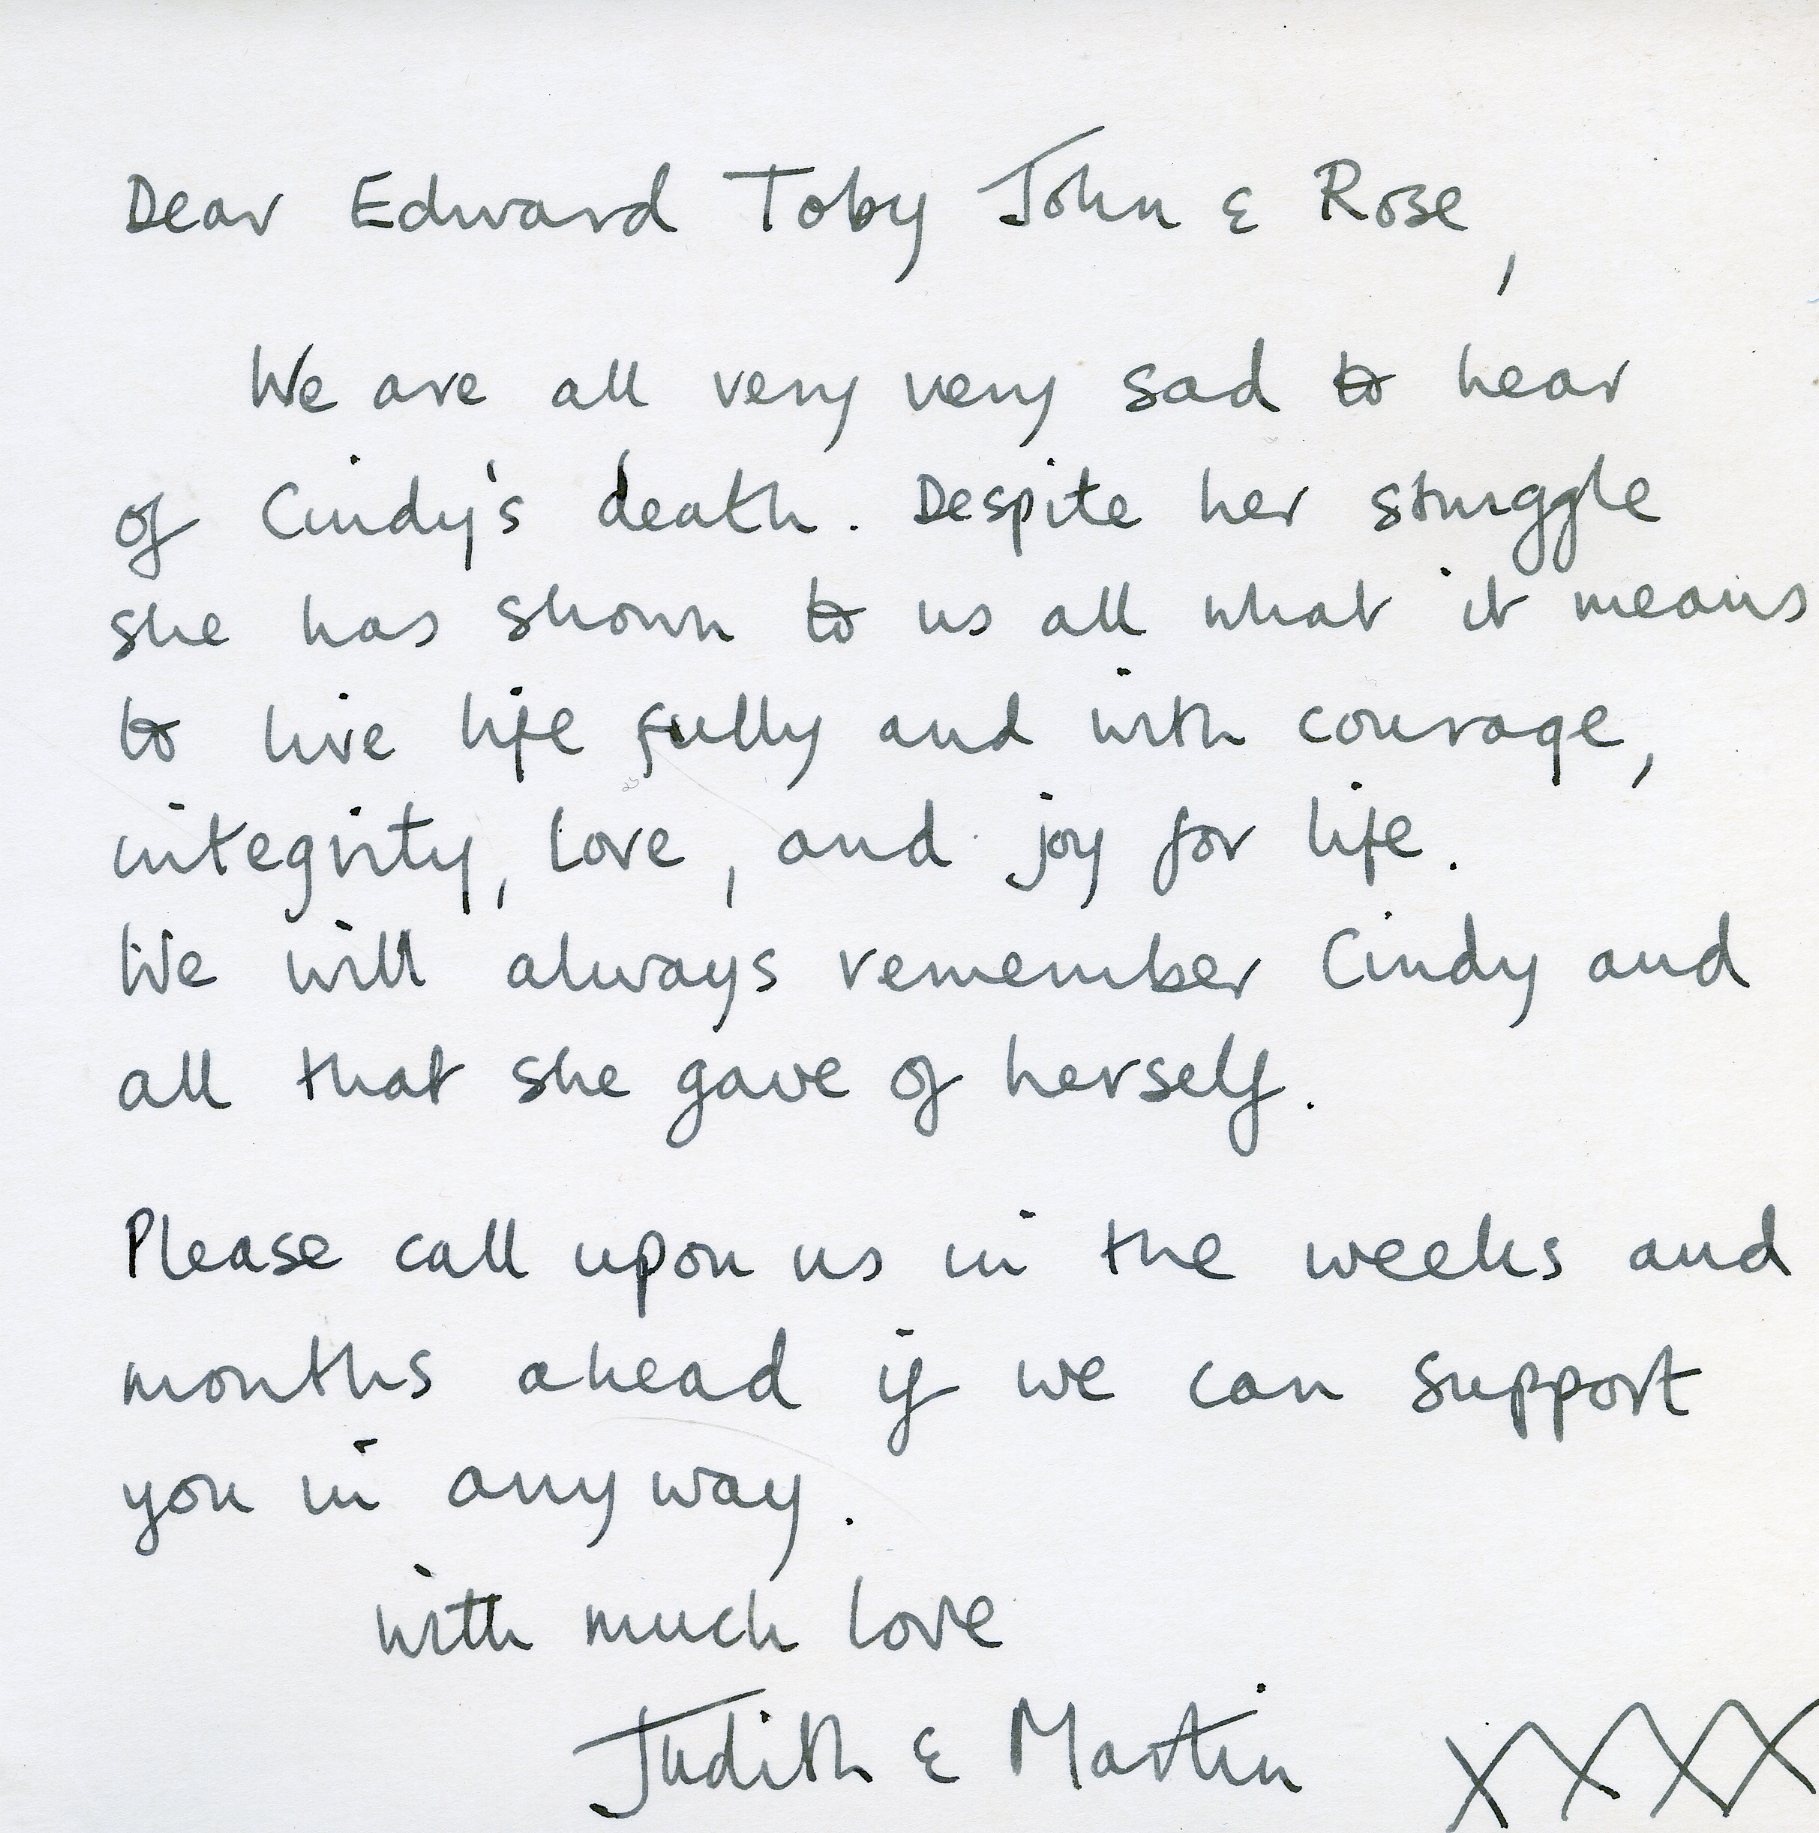 Dear Edward Toby John & Rose,
We are all very very sad to hear
of Cindy's death. Despite her struggle
she has shown to us all what it means
to live life fully and with courage,
integrity, love, and joy for life.
We will always remember Cindy and
all that she gave of herself.
Please call upon us in the weeks and
months ahead if we can support
you in any way.
with much love
Judith & Martin xxxx